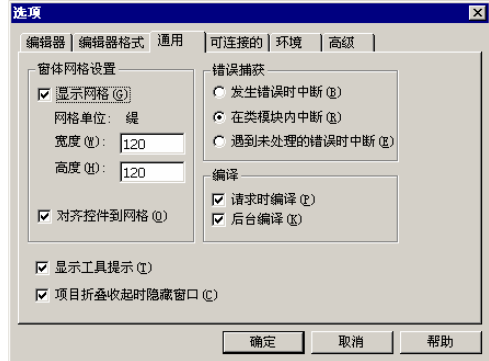 选项
编辑器 编辑器格式 通用 可连接的 环境 高级
窗体网格设置
显示网格(G)
网格单位: 缇
宽度(W): 120
高度(H): 120
对齐控件到网格(O)
错误捕获
发生错误时中断(B)
在类模块内中断(R)
遇到未处理的错误时中断(E)
编译
请求时编译(P)
后台编译(K)
显示工具提示(T)
项目折叠收起时隐藏窗口(C)
确定 取消 帮助